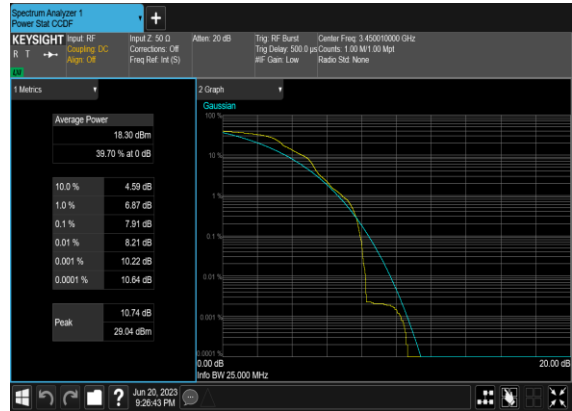 Spectrum Analyzer 1
Power Stat CCDF
KEYSIGHT
R T
LXI
Input: RF
Coupling: DC
Align: Off
Input Z: 50 Ω
Corrections: Off
Freq Ref: Int (S)
Atten: 20 dB
Trig: RF Burst
Trig Delay: 500.0 µs
#IF Gain: Low
Center Freq: 3.450010000 GHz
Counts: 1.00 M/1.00 Mpt
Radio Std: None
1 Metrics
Average Power
18.30 dBm
39.70 % at 0 dB
10.0 % 4.59 dB
1.0 % 6.87 dB
0.1 % 7.91 dB
0.01 % 8.21 dB
0.001 % 10.22 dB
0.0001 % 10.64 dB
Peak
10.74 dB
29.04 dBm
2 Graph
Gaussian
100 %
10 %
1 %
0.1 %
0.01 %
0.001 %
0.0001 %
0.00 dB
20.00 dB
Info BW 25.000 MHz
?
Jun 20, 2023
9:26:43 PM